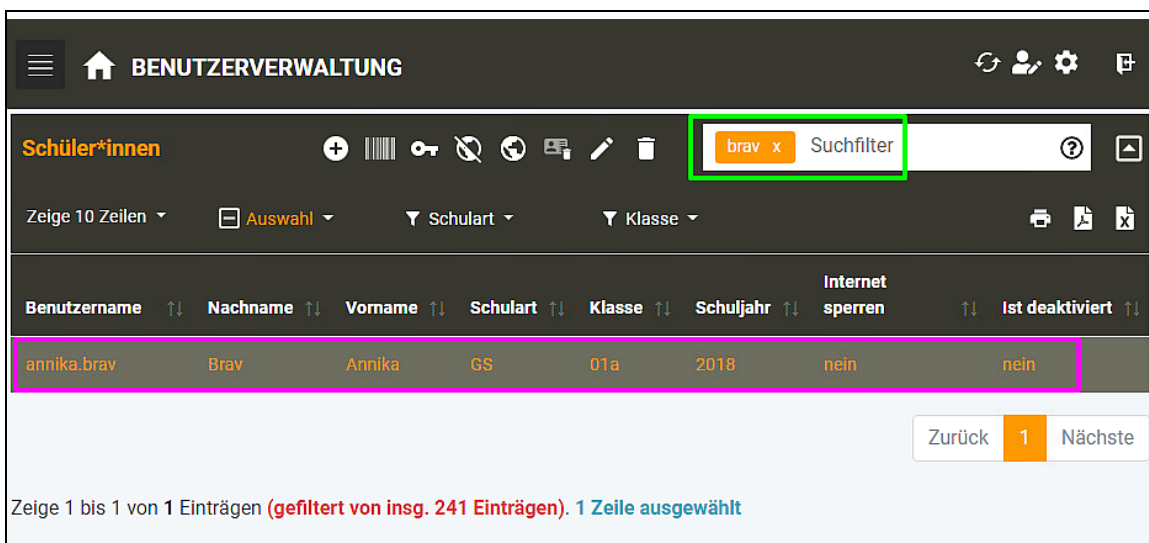 BENUTZERVERWALTUNG
Schüler*innen brav x Suchfilter
Zeige 10 Zeilen Auswahl Schulart Klasse
Internet
Benutzername Nachname Vorname Schulart Klasse Schuljahr sperren Ist deaktiviert
annika.brav Brav Annika GS 01a 2018 nein nein
Zurück 1 Nächste
Zeige 1 bis 1 von 1 Einträgen (gefiltert von insg. 241 Einträgen). 1 Zeile ausgewählt